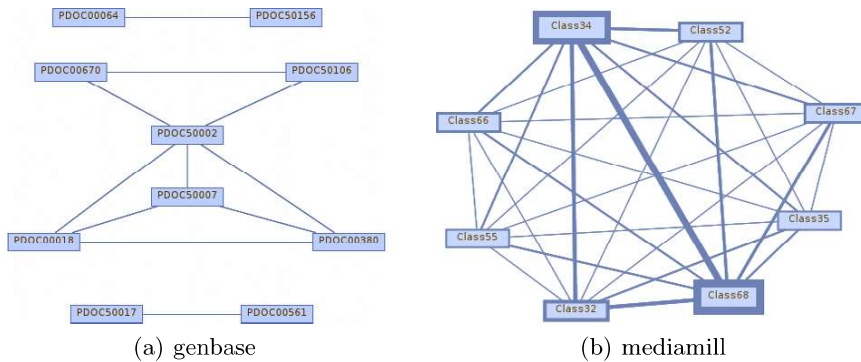 PDOC00064 PDOC50156
PDOC00670 PDOC50106
PDOC50002
PDOC50007
PDOC00018 PDOC00380
PDOC50017 PDOC00561
(a) genbase
Class34 Class52
Class66 Class67
Class55 Class35
Class32 Class68
(b) mediamill